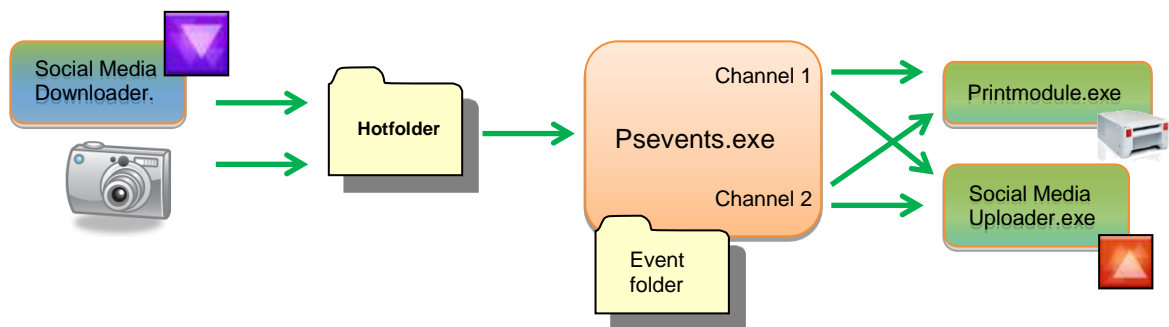 Social Media
Downloader.
Hotfolder
Channel 1
Psevents.exe
Channel 2
Event
folder
Printmodule.exe
Social Media
Uploader.exe